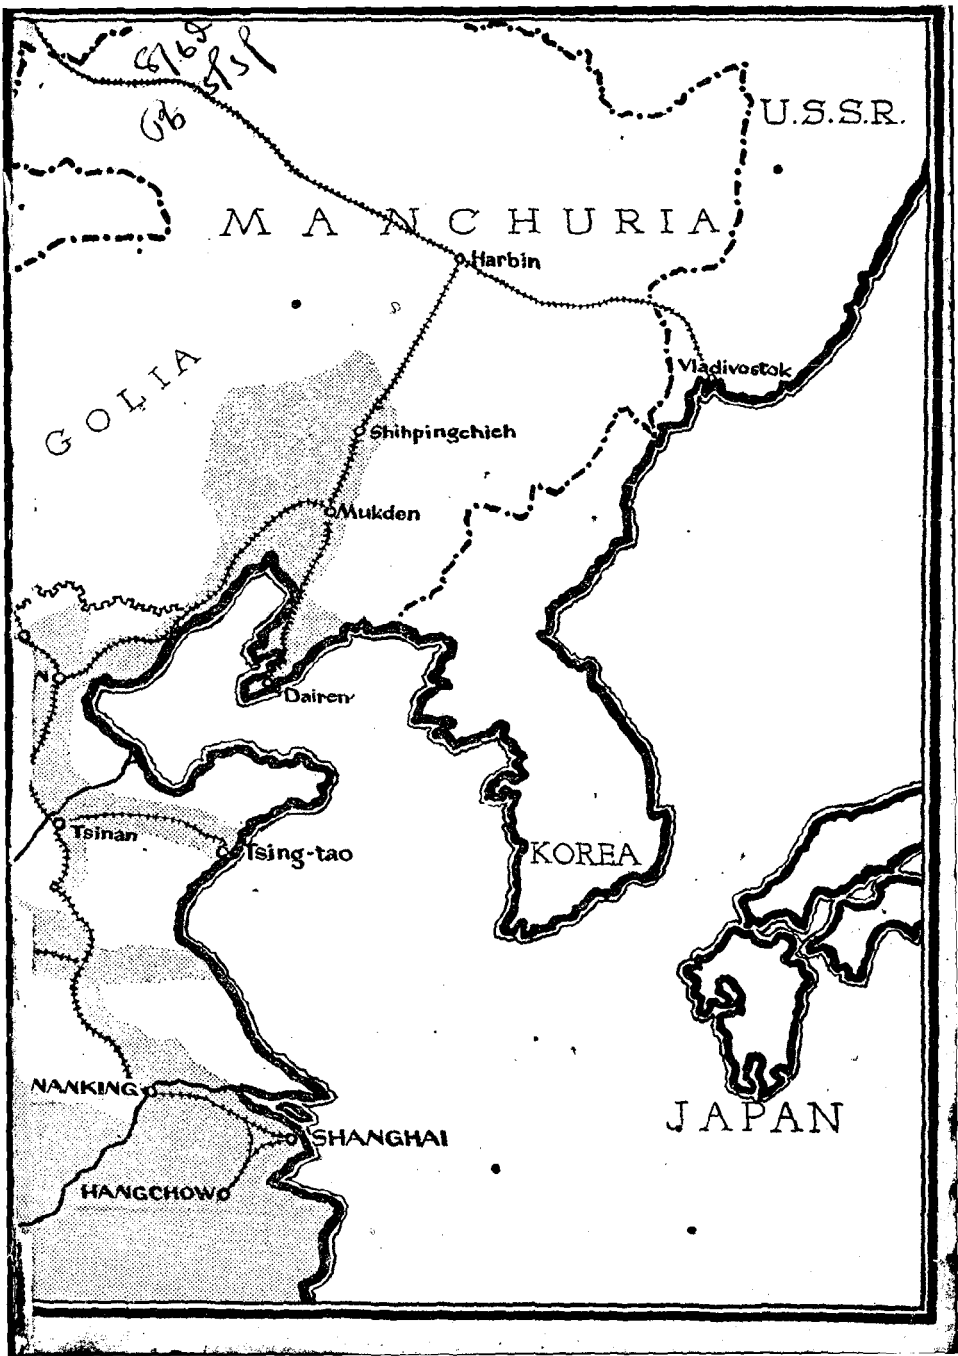 U.S.S.R.
MANCHURIA
Harbin
GOLIA
Vladivostok
Shihpingchieh
Mukden
Dairen
Tsinan
Tsing-tao
KOREA
NANKING
JAPAN
SHANGHAI
HANGCHOW